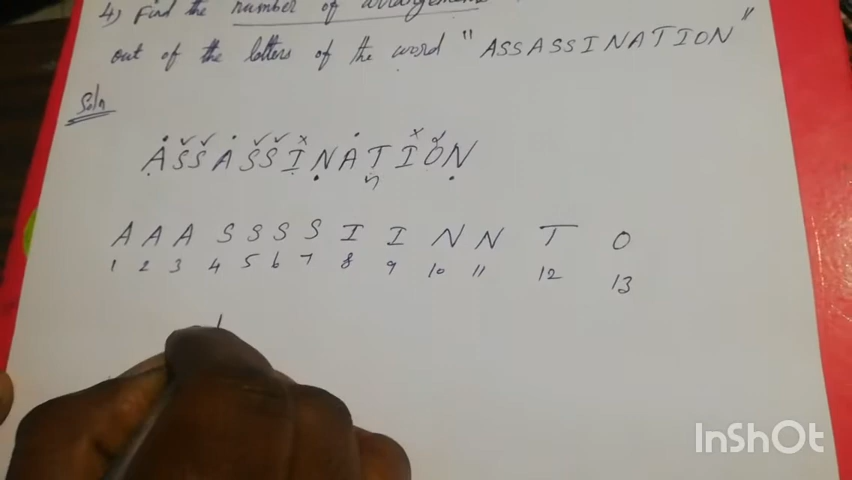 4) Find the number of arrangements
out of the letters of the word "ASSASSINATION"
Soln
ASSASSINATION
A A A S S S S I I N N T O
1 2 3 4 5 6 7 8 9 10 11 12 13
InShOt